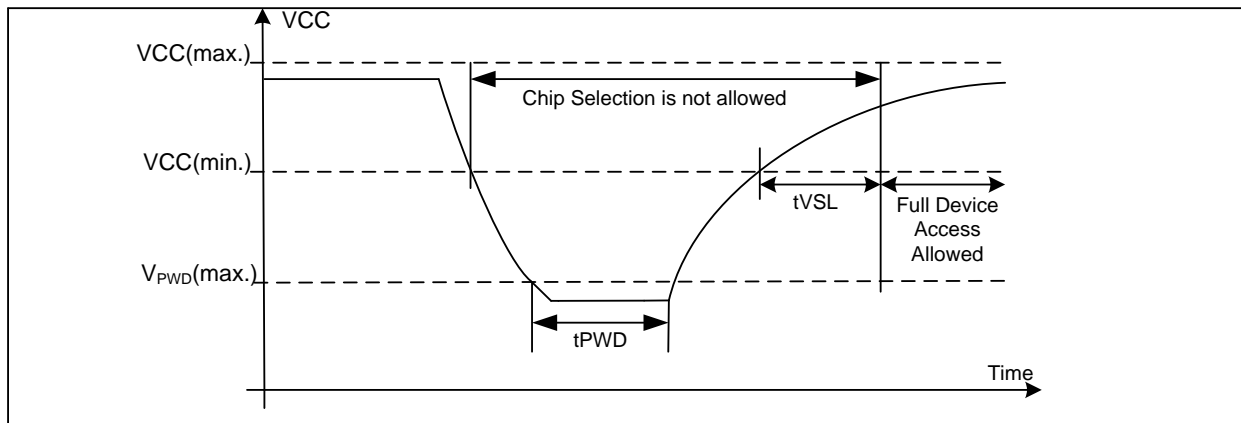 VCC
VCC(max.)
Chip Selection is not allowed
VCC(min.)
tVSL
Full Device
Access
Allowed
VPWD(max.)
tPWD
Time